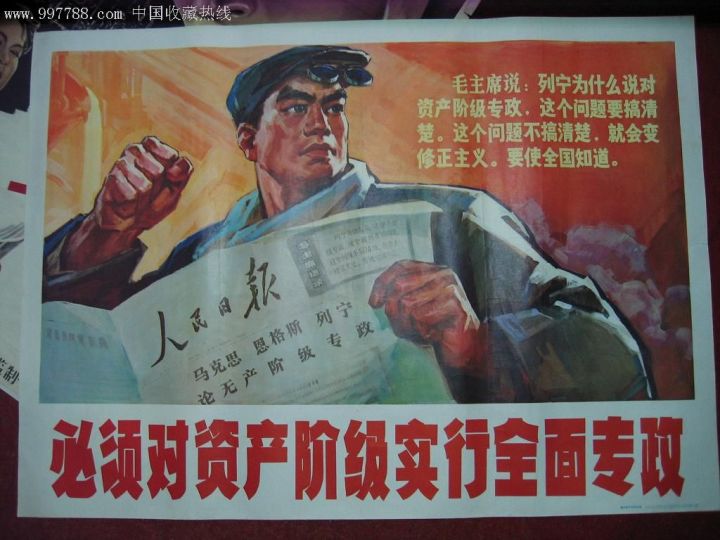 www.997788.com 中国收藏热线
毛主席说：列宁为什么说对
资产阶级专政，这个问题要搞清
楚。这个问题不搞清楚，就会变
修正主义。要使全国知道。
人民日报
马克思 恩格斯 列宁
论无产阶级专政
必须对资产阶级实行全面专政